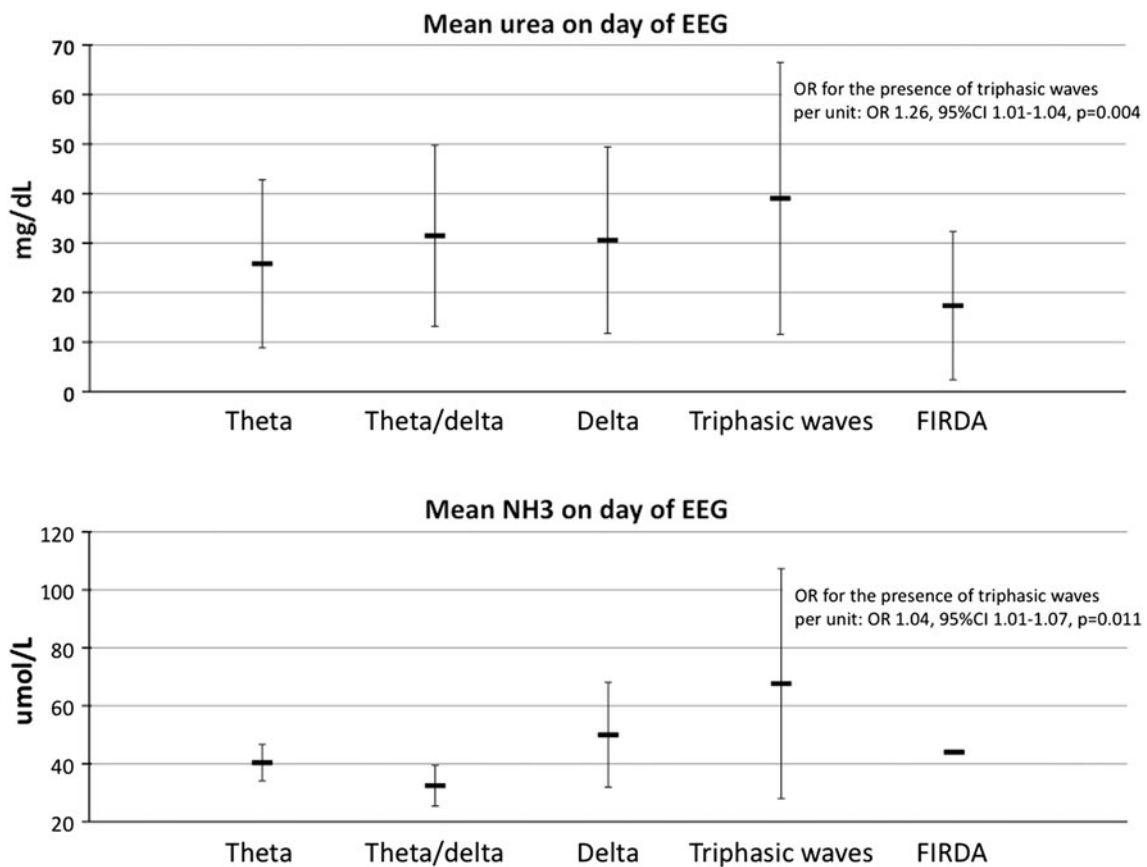 Mean urea on day of EEG
70
60
50
40
30
20
10
0
mg/dL
OR for the presence of triphasic waves
per unit: OR 1.26, 95%CI 1.01-1.04, p=0.004
Theta Theta/delta Delta Triphasic waves FIRDA
Mean NH3 on day of EEG
120
100
80
60
40
20
umol/L
OR for the presence of triphasic waves
per unit: OR 1.04, 95%CI 1.01-1.07, p=0.011
Theta Theta/delta Delta Triphasic waves FIRDA